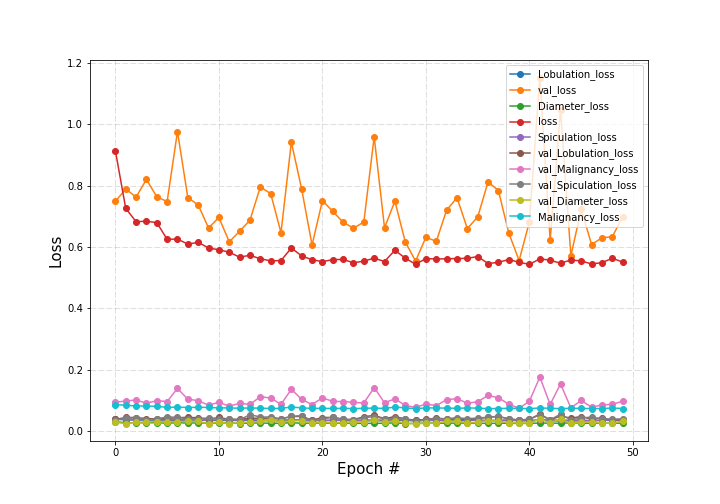 1.2
1.0
0.8
0.6
0.4
0.2
0.0
Loss
Lobulation_loss
val_loss
Diameter_loss
loss
Spiculation_loss
val_Lobulation_loss
val_Malignancy_loss
val_Spiculation_loss
val_Diameter_loss
Malignancy_loss
0 10 20 30 40 50
Epoch #